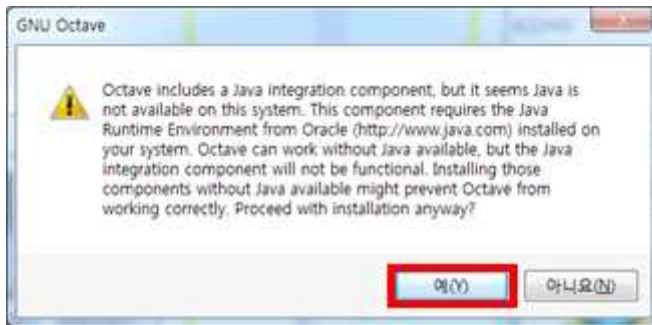 GNU Octave
Octave includes a Java integration component, but it seems Java is
not available on this system. This component requires the Java
Runtime Environment from Oracle (http://www.java.com) installed on
your system. Octave can work without Java available, but the Java
integration component will not be functional. Installing those
components without Java available might prevent Octave from
working correctly. Proceed with installation anyway?
예(Y) 아니요(N)